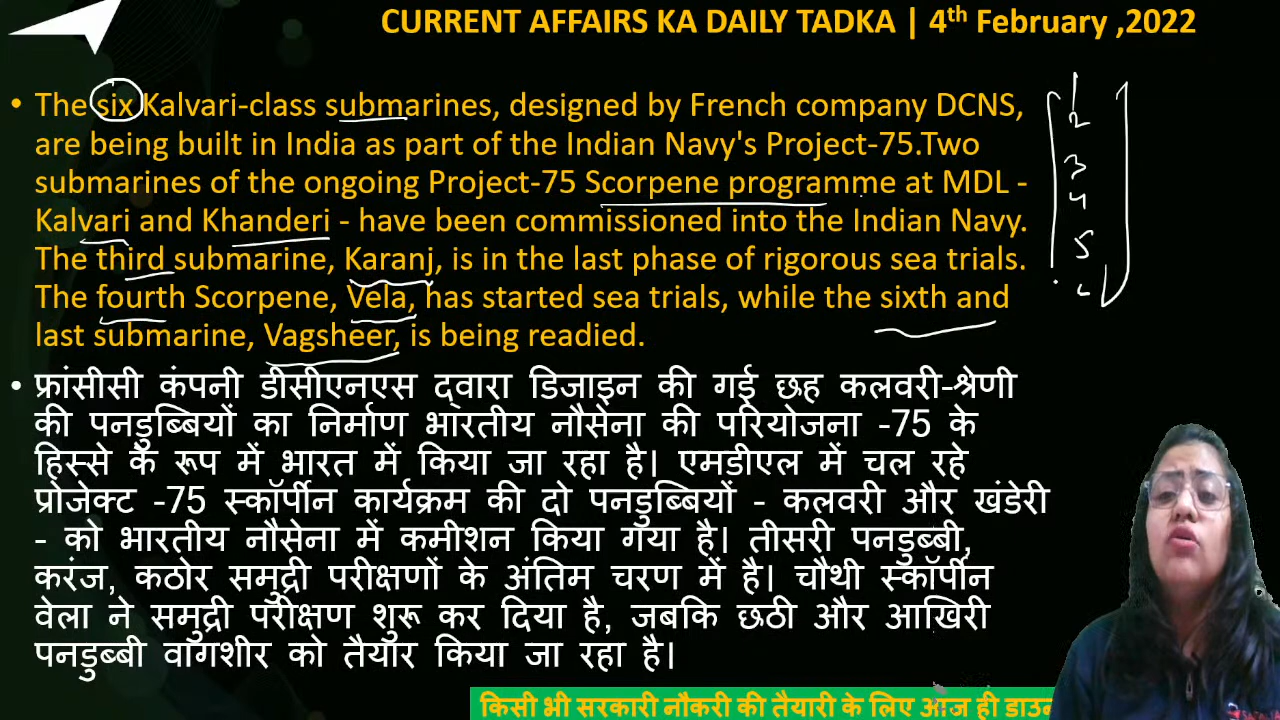 CURRENT AFFAIRS KA DAILY TADKA | 4th February ,2022
• The six Kalvari-class submarines, designed by French company DCNS,
are being built in India as part of the Indian Navy's Project-75.Two
submarines of the ongoing Project-75 Scorpene programme at MDL -
Kalvari and Khanderi - have been commissioned into the Indian Navy.
The third submarine, Karanj, is in the last phase of rigorous sea trials.
The fourth Scorpene, Vela, has started sea trials, while the sixth and
last submarine, Vagsheer, is being readied.
1
2
3
4
5
• फ्रांसीसी कंपनी डीसीएनएस द्वारा डिजाइन की गई छह कलवरी-श्रेणी
की पनडुब्बियों का निर्माण भारतीय नौसेना की परियोजना -75 के
हिस्से के रूप में भारत में किया जा रहा है। एमडीएल में चल रहे
प्रोजेक्ट -75 स्कॉर्पीन कार्यक्रम की दो पनडुब्बियों - कलवरी और खंडेरी
- को भारतीय नौसेना में कमीशन किया गया है। तीसरी पनडुब्बी,
करंज, कठोर समुद्री परीक्षणों के अंतिम चरण में है। चौथी स्कॉर्पीन
वेला ने समुद्री परीक्षण शुरू कर दिया है, जबकि छठी और आखिरी
पनडुब्बी वागशीर को तैयार किया जा रहा है।
किसी भी सरकारी नौकरी की तैयारी के लिए आज ही डाउन